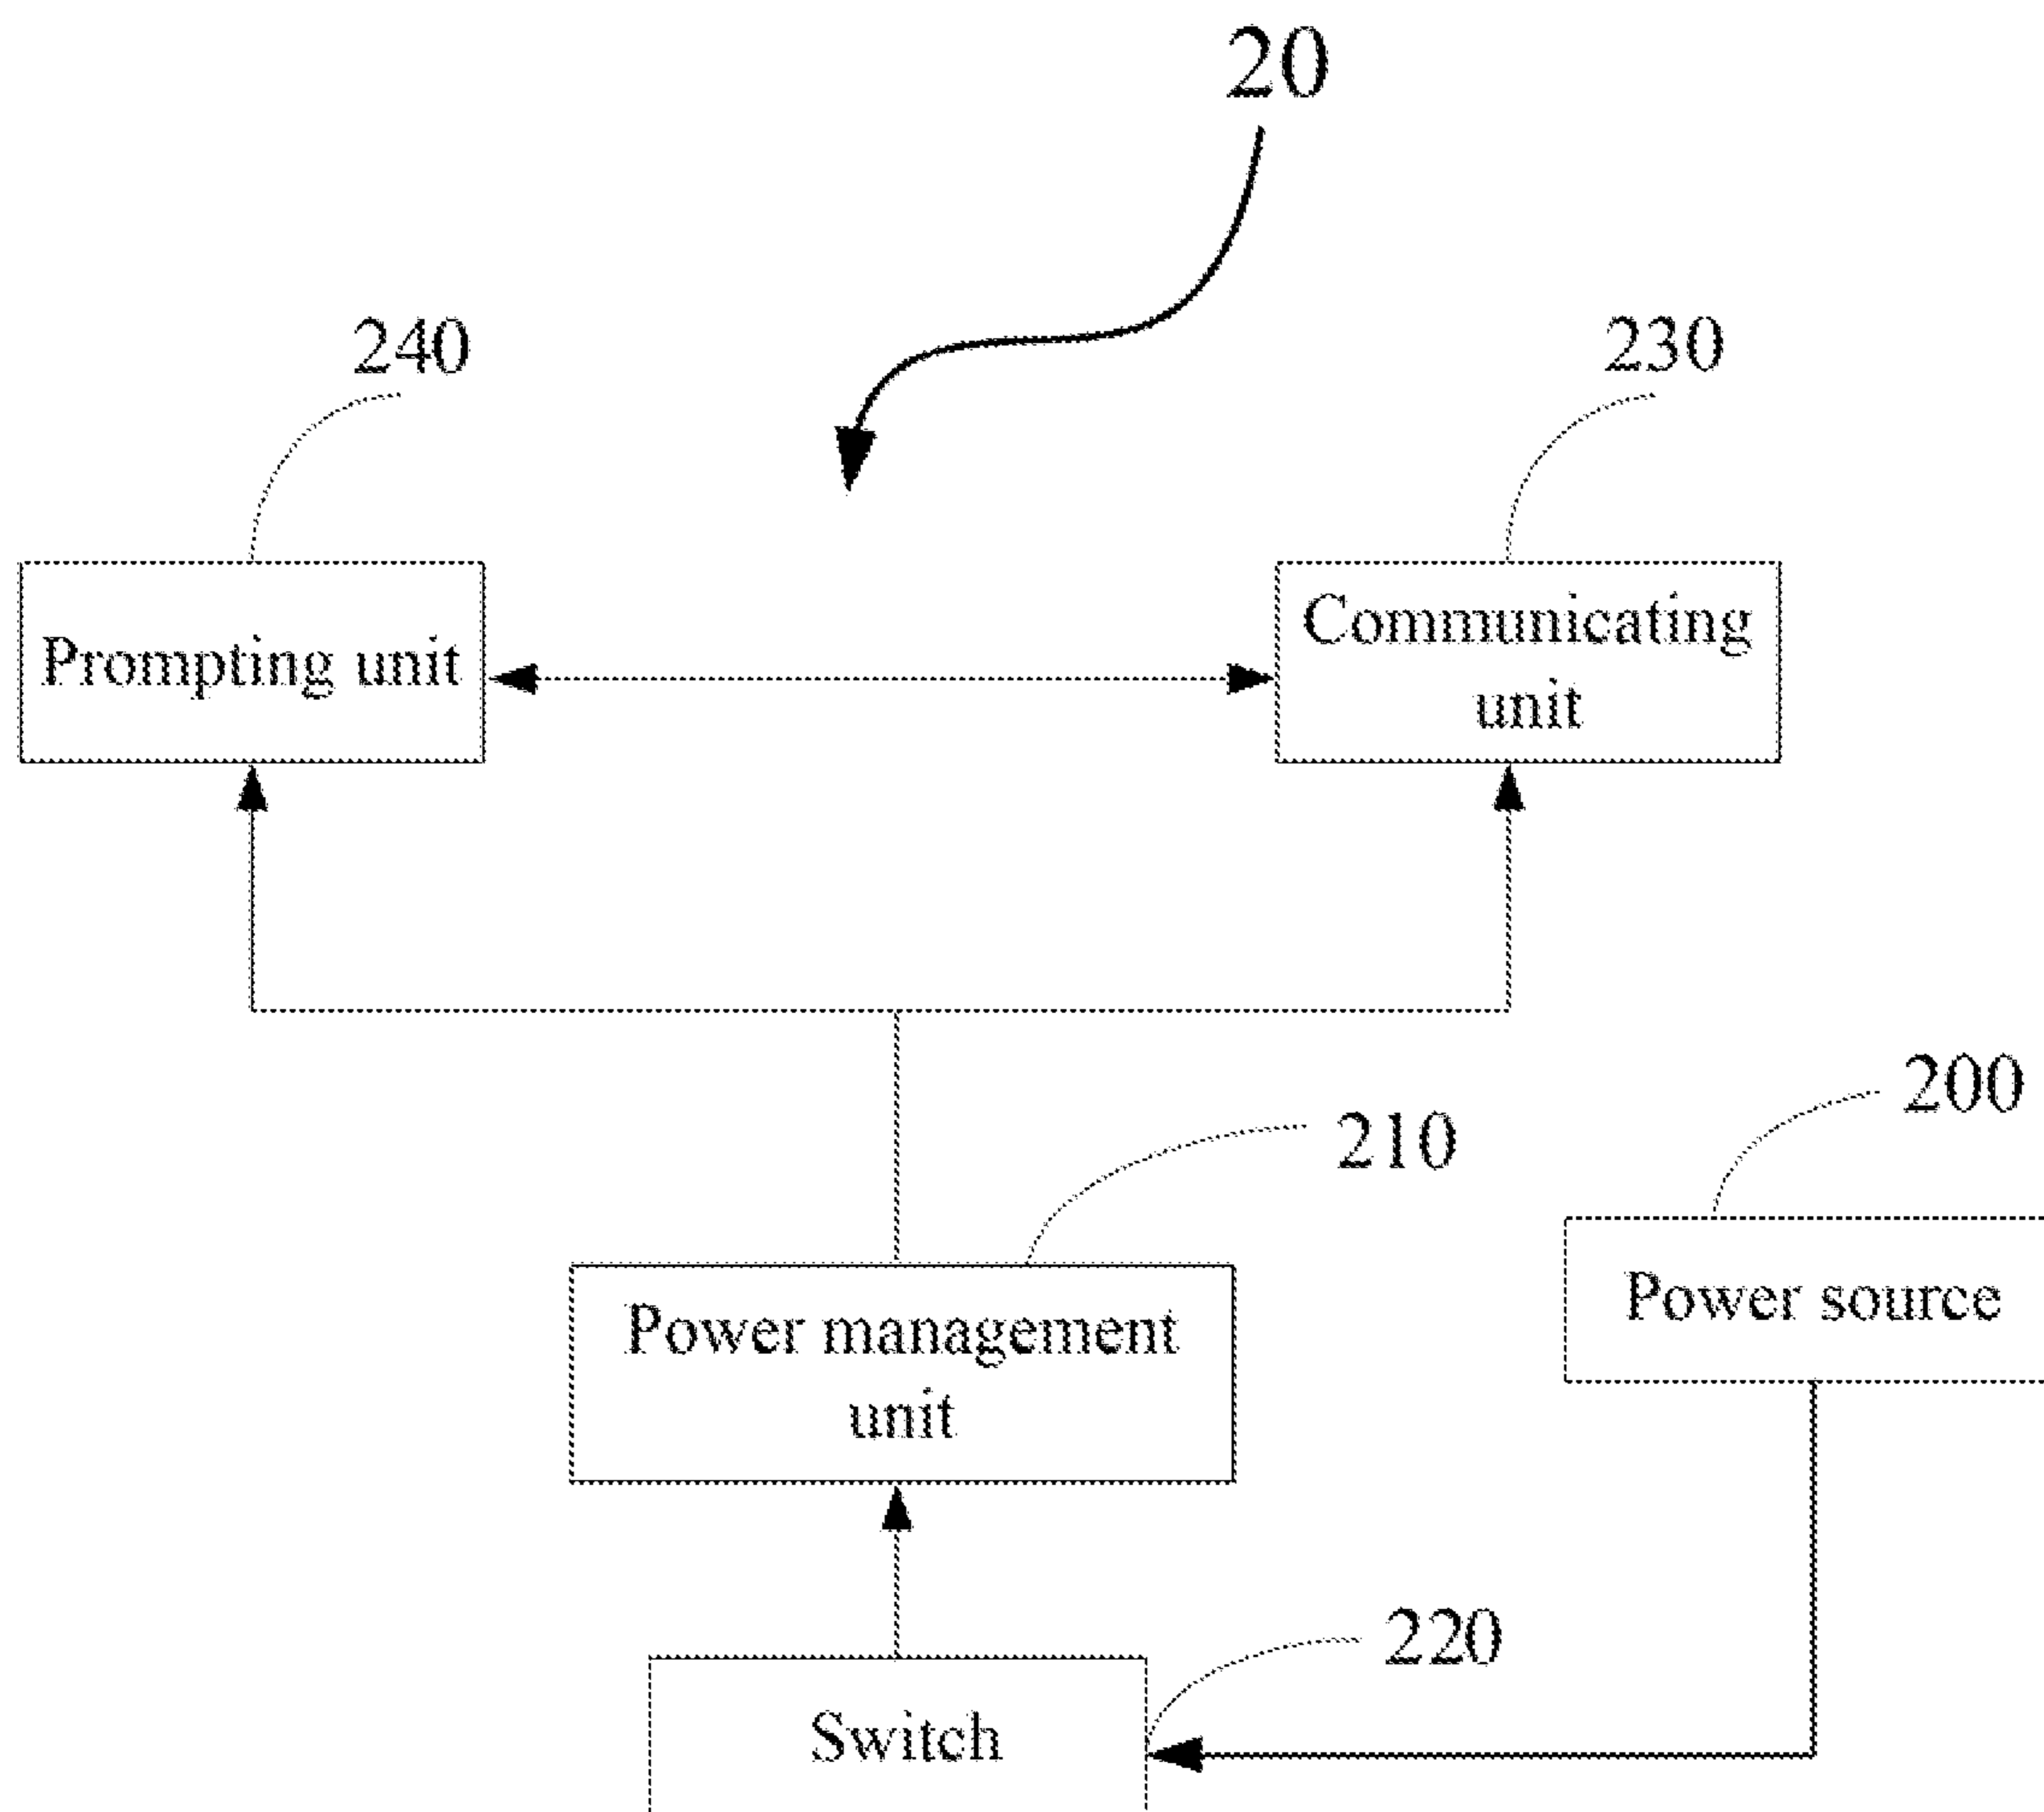 20
240
230
Prompting unit
Communicating
unit
200
210
Power source
Power management
unit
220
Switch